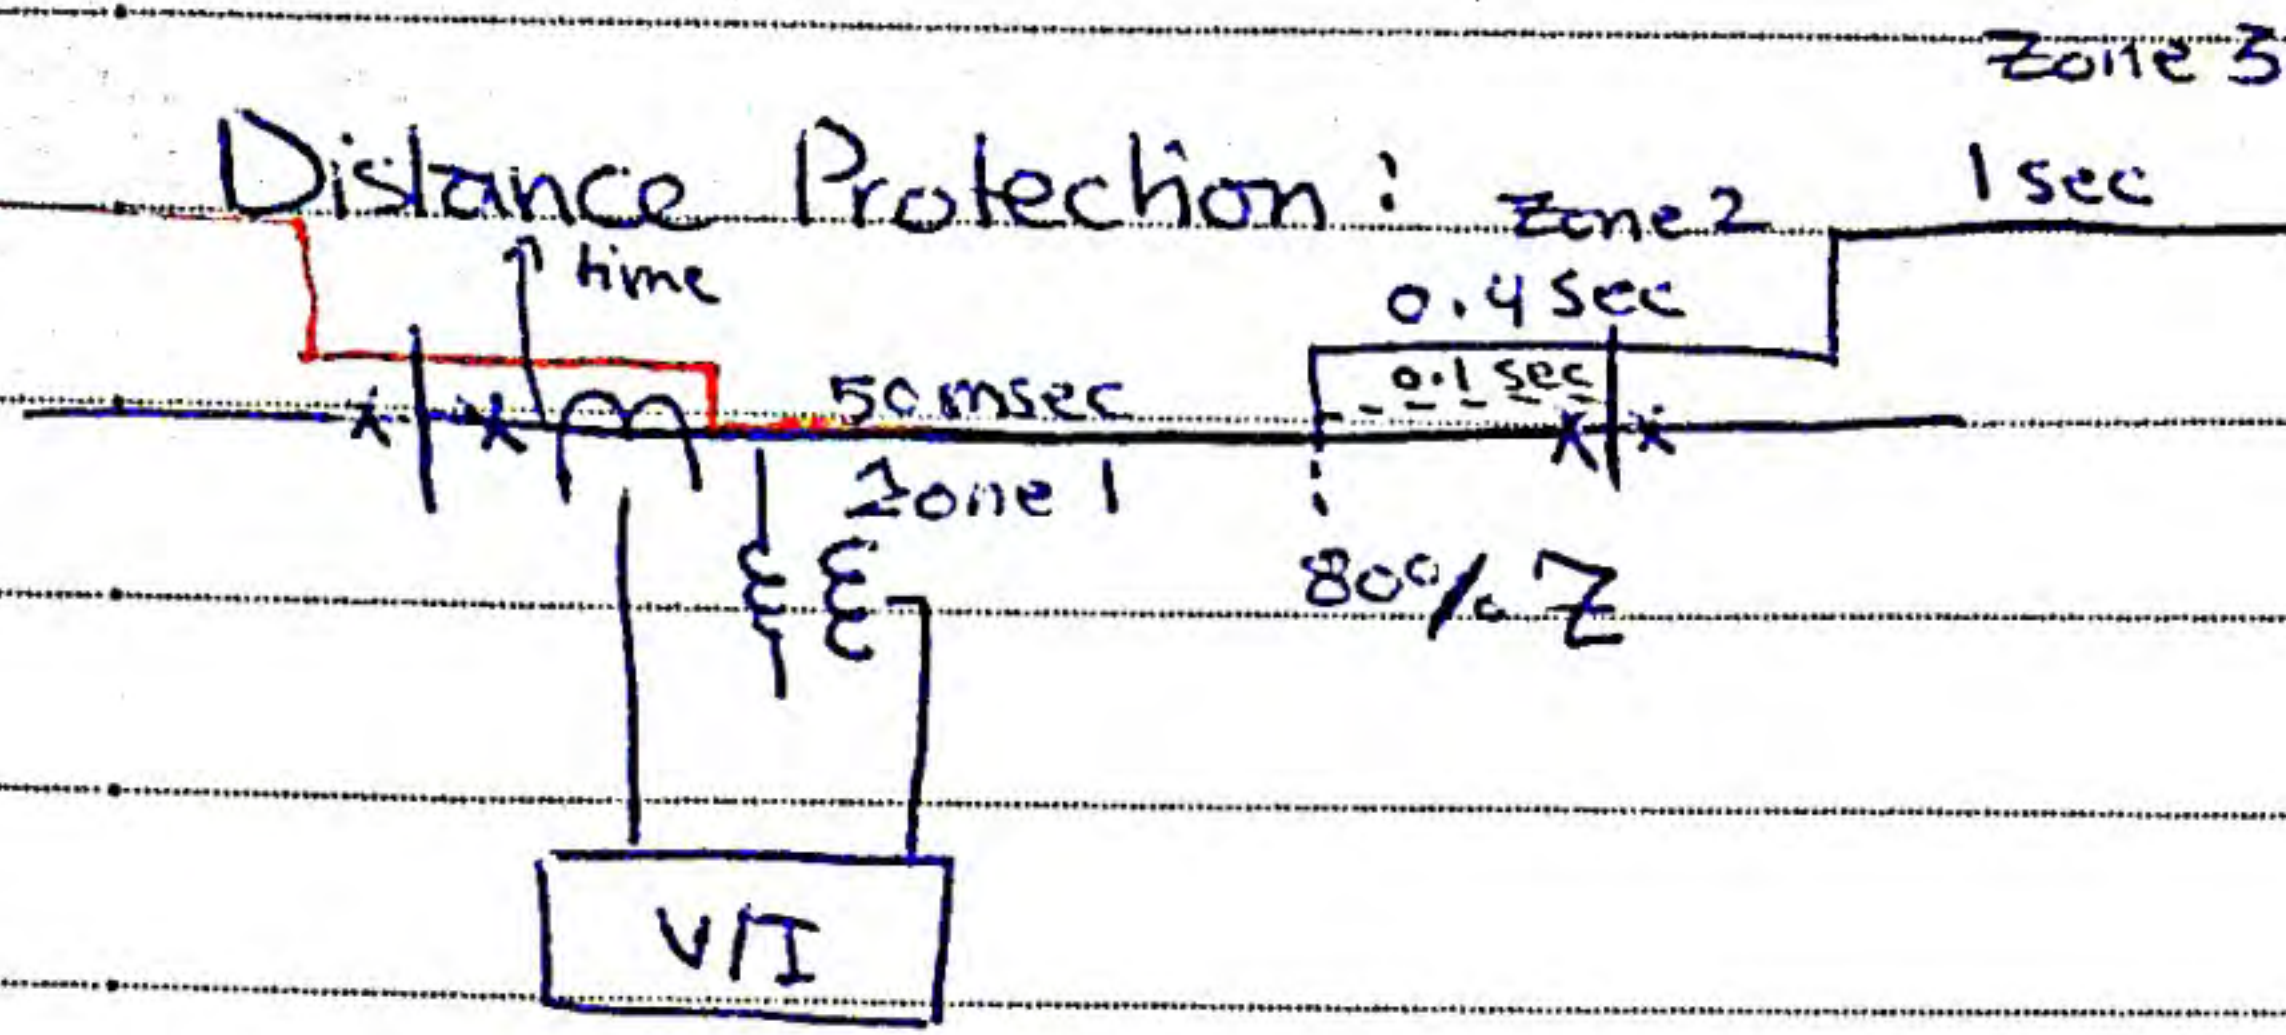 Zone 3
Distance Protection :
Zone 2
1 sec
time
0.4 sec
50 msec
0.1 sec
Zone 1
80% Z
V/I